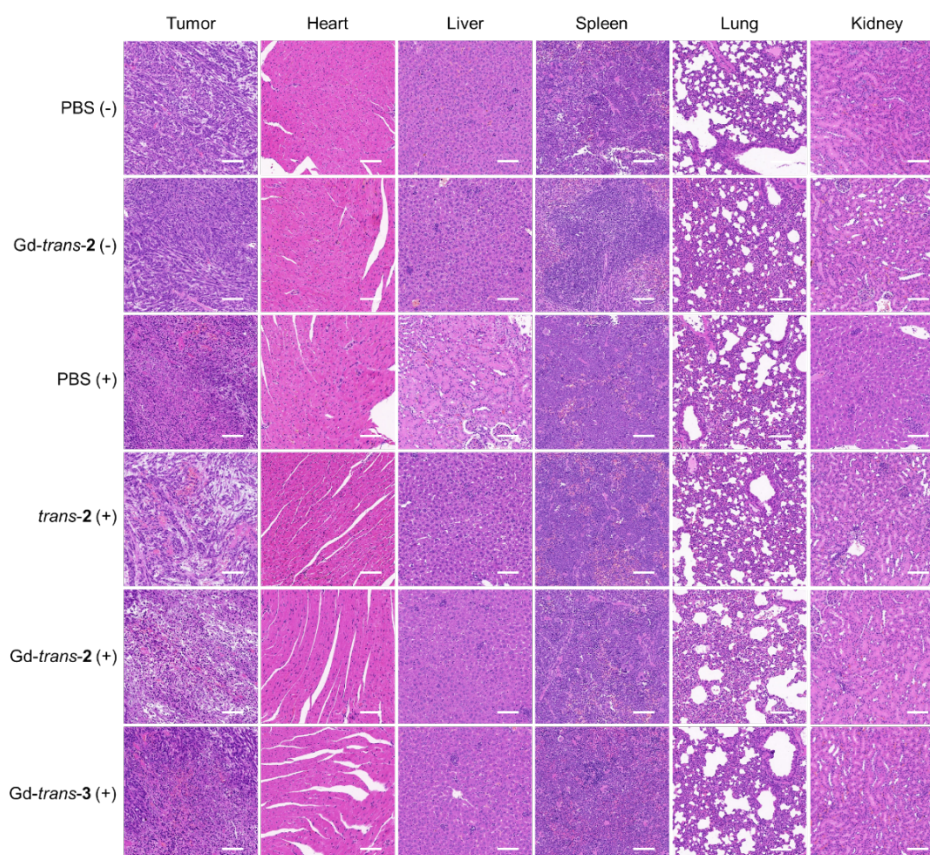 Tumor Heart Liver Spleen Lung Kidney
PBS (-)
Gd-trans-2 (-)
PBS (+)
trans-2 (+)
Gd-trans-2 (+)
Gd-trans-3 (+)